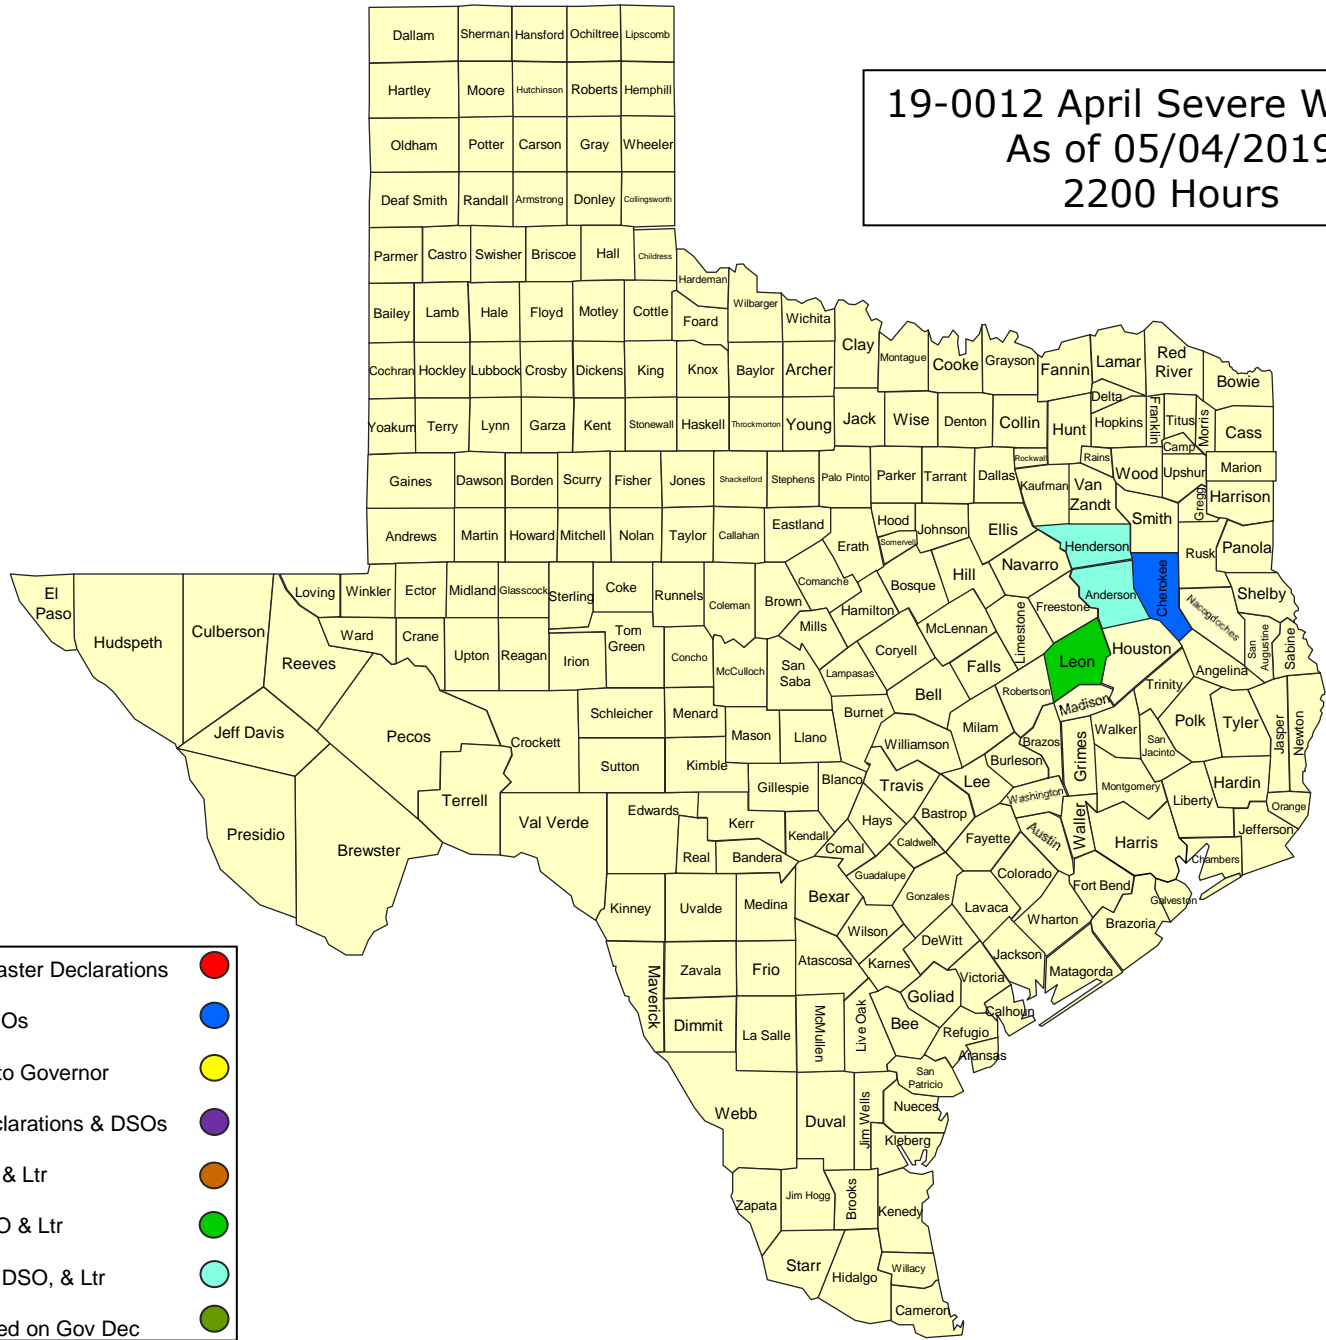 Dallam Sherman Hansford Ochiltree Lipscomb
Hartley Moore Hutchinson Roberts Hemphill
19-0012 April Severe W
As of 05/04/2019
2200 Hours
Oldham Potter Carson Gray Wheeler
Deaf Smith Randall Armstrong Donley Collingsworth
Parmer Castro Swisher Briscoe Hall Childress
Hardeman
Wilbarger
Bailey Lamb Hale Floyd Motley Cottle Foard Wichita
Clay Montague Cooke Grayson Fannin Lamar Red
River
Bowie
Cochran Hockley Lubbock Crosby Dickens King Knox Baylor Archer
Delta
Yoakum Terry Lynn Garza Kent Stonewall Haskell Throckmorton Young Jack Wise Denton Collin Hunt Hopkins Franklin Titus Morris Cass
Camp
Gaines Dawson Borden Scurry Fisher Jones Shackelford Stephens Palo Pinto Parker Tarrant Dallas Rockwall Kaufman Rains Van
Zandt
Wood Upshur Marion
Gregg Harrison
Andrews Martin Howard Mitchell Nolan Taylor Callahan Eastland Erath Hood Somervell Johnson Ellis Henderson Smith Rusk Panola
El
Paso
Hudspeth Culberson Loving Winkler Ector Midland Glasscock Sterling Coke Runnels Coleman Brown Comanche Hamilton Bosque Hill Navarro Freestone Anderson Cherokee Nacogdoches Shelby
Reeves Ward Crane Upton Reagan Irion Tom
Green
Concho McCulloch San
Saba
Mills Lampasas Coryell McLennan Limestone Falls Leon Houston Angelina San
Augustine
Sabine
Jeff Davis Pecos Crockett Schleicher Menard Mason Llano Burnet Bell Milam Robertson Madison Trinity Walker San
Jacinto
Polk Tyler Jasper Newton
Sutton Kimble Gillespie Blanco Williamson Travis Lee Burleson Brazos Grimes Washington Montgomery Liberty Hardin Orange
Presidio Brewster Terrell Val Verde Edwards Kerr Real Bandera Kendall Comal Hays Caldwell Bastrop Fayette Austin Waller Harris Chambers Jefferson
Kinney Uvalde Medina Bexar Guadalupe Gonzales Lavaca Colorado Wharton Fort Bend Brazoria Galveston
Maverick Zavala Frio Atascosa Wilson Karnes DeWitt Jackson Victoria Matagorda
Dimmit La Salle McMullen Live Oak Bee Goliad Refugio Calhoun Aransas
San
Patricio
Webb Duval Jim Wells Nueces Kleberg
Zapata Jim Hogg Brooks Kenedy
Starr Hidalgo Willacy
Cameron
aster Declarations
Os
to Governor
clarations & DSOs
& Ltr
O & Ltr
DSO, & Ltr
ed on Gov Dec